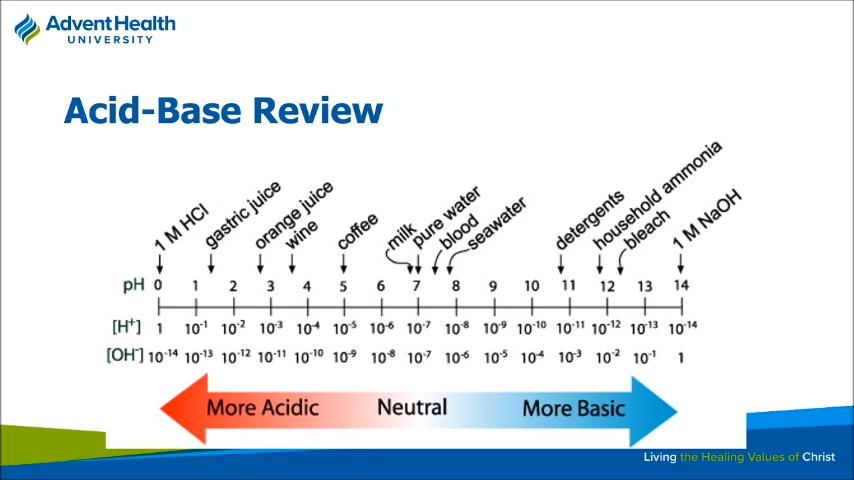 AdventHealth
UNIVERSITY
Acid-Base Review
1 M HCl
gastric juice
orange juice
wine
coffee
milk
pure water
blood
seawater
detergents
household ammonia
bleach
1 M NaOH
pH 0 1 2 3 4 5 6 7 8 9 10 11 12 13 14
[H⁺] 1 10⁻¹ 10⁻² 10⁻³ 10⁻⁴ 10⁻⁵ 10⁻⁶ 10⁻⁷ 10⁻⁸ 10⁻⁹ 10⁻¹⁰ 10⁻¹¹ 10⁻¹² 10⁻¹³ 10⁻¹⁴
[OH⁻] 10⁻¹⁴ 10⁻¹³ 10⁻¹² 10⁻¹¹ 10⁻¹⁰ 10⁻⁹ 10⁻⁸ 10⁻⁷ 10⁻⁶ 10⁻⁵ 10⁻⁴ 10⁻³ 10⁻² 10⁻¹ 1
More Acidic Neutral More Basic
Living the Healing Values of Christ